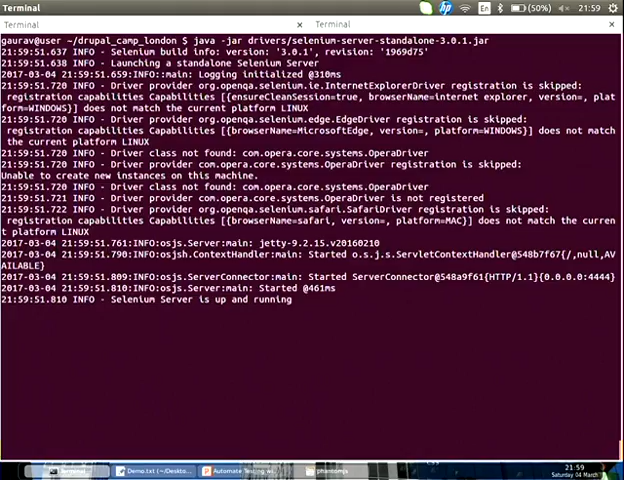 Terminal
En (50%) 21:59
Terminal × Terminal ×
gaurav@user ~/drupal_camp_london $ java -jar drivers/selenium-server-standalone-3.0.1.jar
21:59:51.637 INFO - Selenium build info: version: '3.0.1', revision: '1969d75'
21:59:51.638 INFO - Launching a standalone Selenium Server
2017-03-04 21:59:51.659:INFO::main: Logging initialized @310ms
21:59:51.720 INFO - Driver provider org.openqa.selenium.ie.InternetExplorerDriver registration is skipped:
registration capabilities Capabilities [{ensureCleanSession=true, browserName=internet explorer, version=, plat
form=WINDOWS}] does not match the current platform LINUX
21:59:51.720 INFO - Driver provider org.openqa.selenium.edge.EdgeDriver registration is skipped:
registration capabilities Capabilities [{browserName=MicrosoftEdge, version=, platform=WINDOWS}] does not match
the current platform LINUX
21:59:51.720 INFO - Driver class not found: com.opera.core.systems.OperaDriver
21:59:51.720 INFO - Driver provider com.opera.core.systems.OperaDriver registration is skipped:
Unable to create new instances on this machine.
21:59:51.720 INFO - Driver class not found: com.opera.core.systems.OperaDriver
21:59:51.721 INFO - Driver provider com.opera.core.systems.OperaDriver is not registered
21:59:51.722 INFO - Driver provider org.openqa.selenium.safari.SafariDriver registration is skipped:
registration capabilities Capabilities [{browserName=safari, version=, platform=MAC}] does not match the curren
t platform LINUX
2017-03-04 21:59:51.761:INFO:osjs.Server:main: jetty-9.2.15.v20160210
2017-03-04 21:59:51.790:INFO:osjsh.ContextHandler:main: Started o.s.j.s.ServletContextHandler@548b7f67{/,null,AV
AILABLE}
2017-03-04 21:59:51.809:INFO:osjs.ServerConnector:main: Started ServerConnector@548a9f61{HTTP/1.1}{0.0.0.0:4444}
2017-03-04 21:59:51.810:INFO:osjs.Server:main: Started @461ms
21:59:51.810 INFO - Selenium Server is up and running
Terminal Demo.txt (~/Deskto... Automate Testing wi... phantomjs 21:59
Saturday 04 March